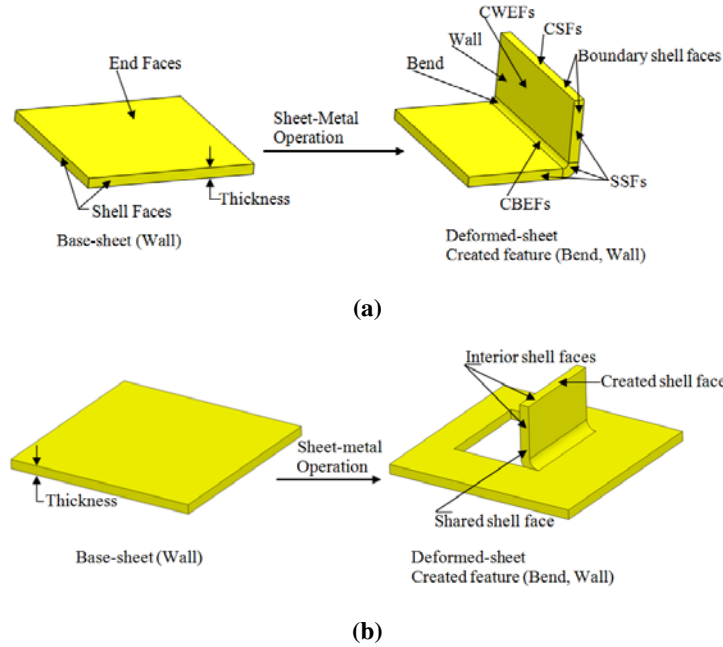 CWEFs
CSFs
Wall
End Faces
Boundary shell faces
Bend
Sheet-Metal
Operation
Shell Faces
Thickness
CBEFs
SSFs
Base-sheet (Wall)
Deformed-sheet
Created feature (Bend, Wall)
(a)
Interior shell faces
Created shell face
Sheet-metal
Operation
Thickness
Shared shell face
Base-sheet (Wall)
Deformed-sheet
Created feature (Bend, Wall)
(b)